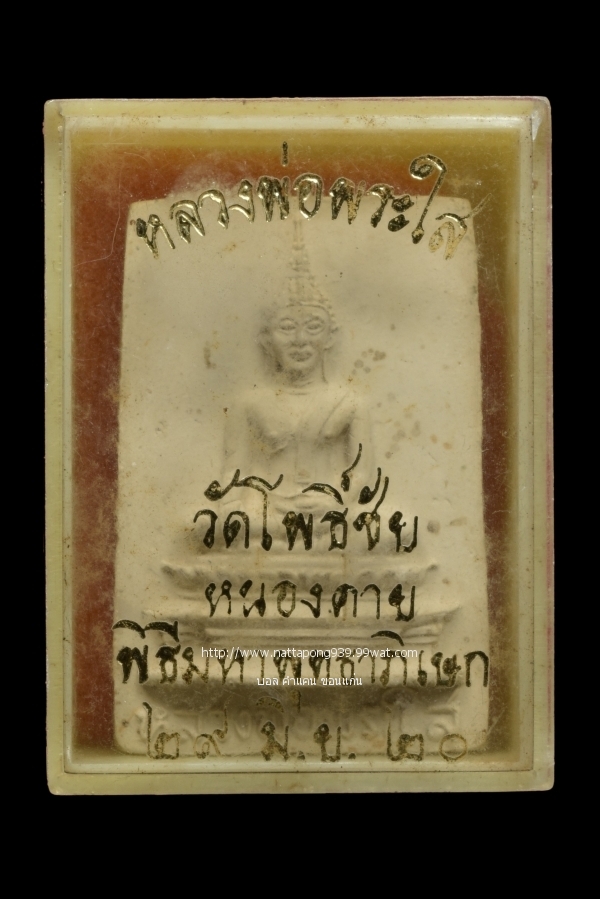 หลวงพ่อพระใส
วัดโพธิ์ชัย
หนองคาย
http://www.nattapong939.99wat.com/
พิธีมหาพุทธาภิเษก
บอล คำแคน ขอนแก่น
๒๙ มิ.ย. ๒๐